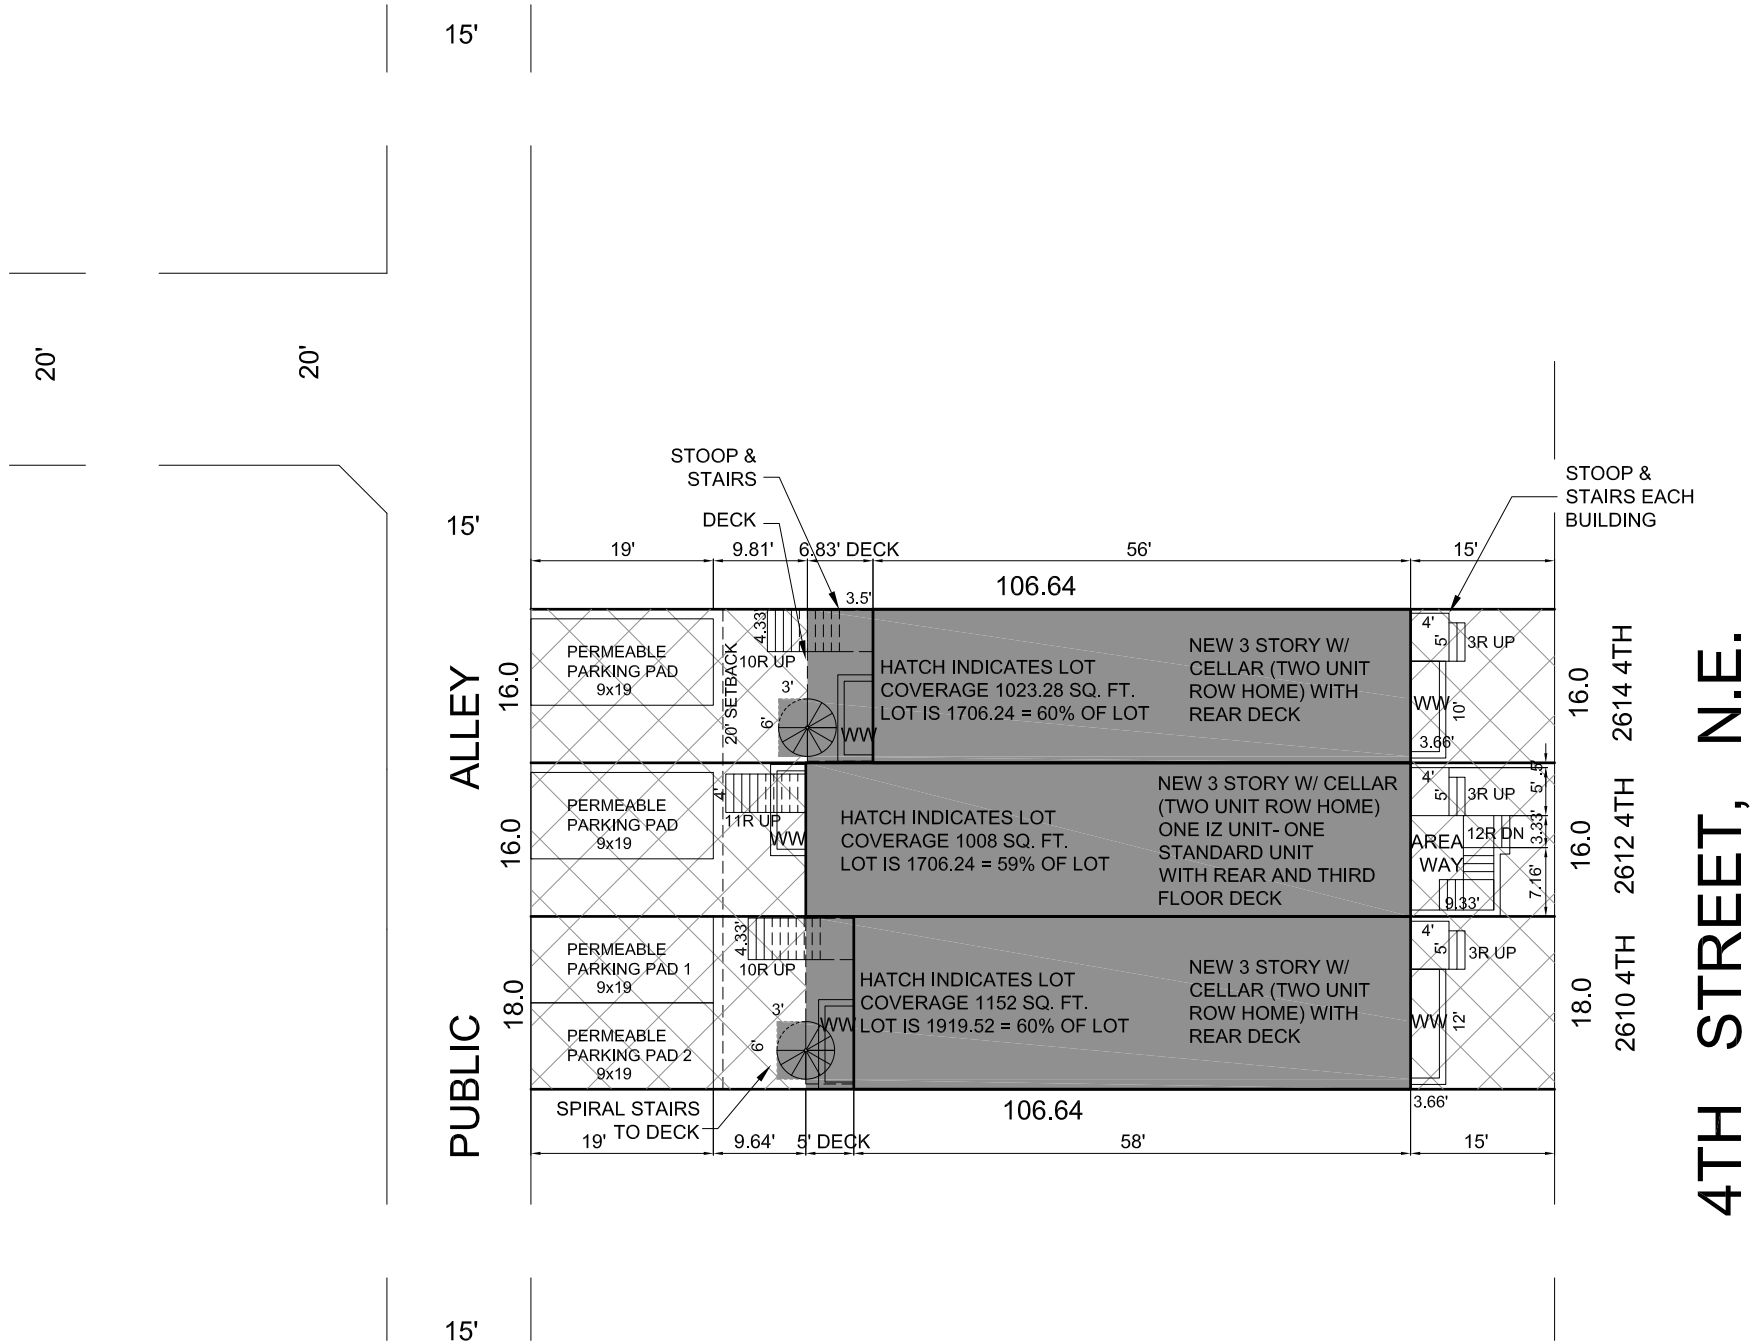 15'
20'
20'
15'
STOOP &
STAIRS
DECK
STOOP &
STAIRS EACH
BUILDING
19'
9.81'
6.83' DECK
56'
15'
106.64
3.5'
4.33'
10R UP
20' SETBACK
3'
6'
WW
PERMEABLE
PARKING PAD
9x19
16.0
HATCH INDICATES LOT
COVERAGE 1023.28 SQ. FT.
LOT IS 1706.24 = 60% OF LOT
NEW 3 STORY W/
CELLAR (TWO UNIT
ROW HOME) WITH
REAR DECK
4'
5'
3R UP
WW
10'
3.66'
16.0
2614 4TH
PERMEABLE
PARKING PAD
9x19
16.0
4'
11R UP
WW
HATCH INDICATES LOT
COVERAGE 1008 SQ. FT.
LOT IS 1706.24 = 59% OF LOT
NEW 3 STORY W/ CELLAR
(TWO UNIT ROW HOME)
ONE IZ UNIT- ONE
STANDARD UNIT
WITH REAR AND THIRD
FLOOR DECK
4'
5'
3R UP
.5'
5'
3.33'
7.16'
12R DN
AREA
WAY
9.33'
16.0
2612 4TH
PERMEABLE
PARKING PAD 1
9x19
PERMEABLE
PARKING PAD 2
9x19
18.0
4.33'
10R UP
3'
6'
WW
HATCH INDICATES LOT
COVERAGE 1152 SQ. FT.
LOT IS 1919.52 = 60% OF LOT
NEW 3 STORY W/
CELLAR (TWO UNIT
ROW HOME) WITH
REAR DECK
4'
5'
3R UP
WW
12'
3.66'
18.0
2610 4TH
SPIRAL STAIRS
TO DECK
106.64
19'
9.64'
5' DECK
58'
15'
PUBLIC ALLEY
4TH STREET, N.E.
15'